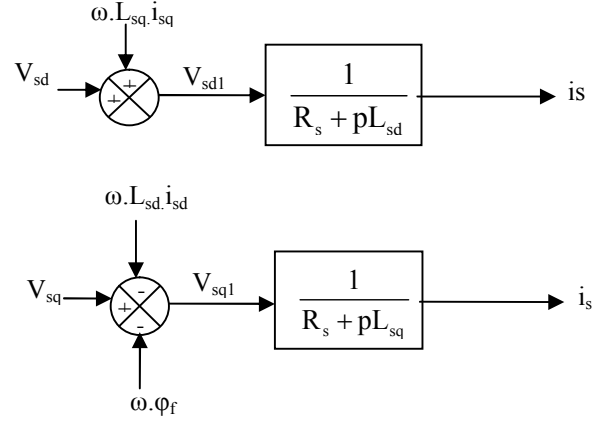 ω.L_sq.i_sq
V_sd
+
+
V_sd1
1
R_s + pL_sd
is
ω.L_sd.i_sd
V_sq
-
+
-
V_sq1
1
R_s + pL_sq
i_s
ω.φ_f